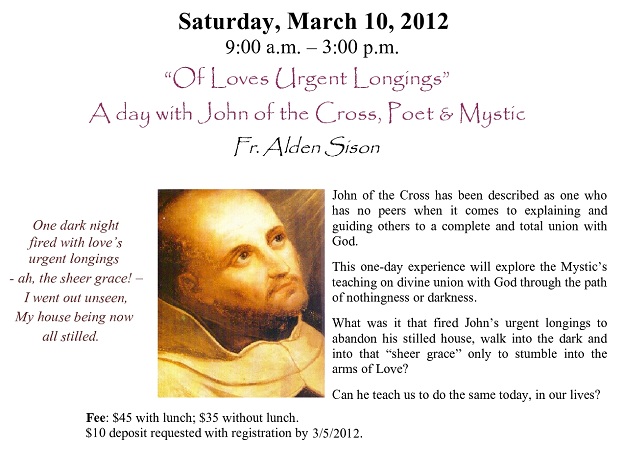 Saturday, March 10, 2012
9:00 a.m. – 3:00 p.m.
“Of Loves Urgent Longings”
A day with John of the Cross, Poet & Mystic
Fr. Alden Sison
One dark night
fired with love’s
urgent longings
- ah, the sheer grace! –
I went out unseen,
My house being now
all stilled.
John of the Cross has been described as one who
has no peers when it comes to explaining and
guiding others to a complete and total union with
God.
This one-day experience will explore the Mystic’s
teaching on divine union with God through the path
of nothingness or darkness.
What was it that fired John’s urgent longings to
abandon his stilled house, walk into the dark and
into that “sheer grace” only to stumble into the
arms of Love?
Can he teach us to do the same today, in our lives?
Fee: $45 with lunch; $35 without lunch.
$10 deposit requested with registration by 3/5/2012.